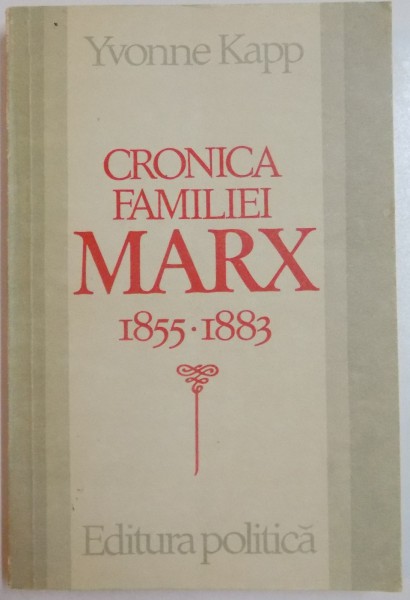 Yvonne Kapp
CRONICA
FAMILIEI
MARX
1855·1883
Editura politică